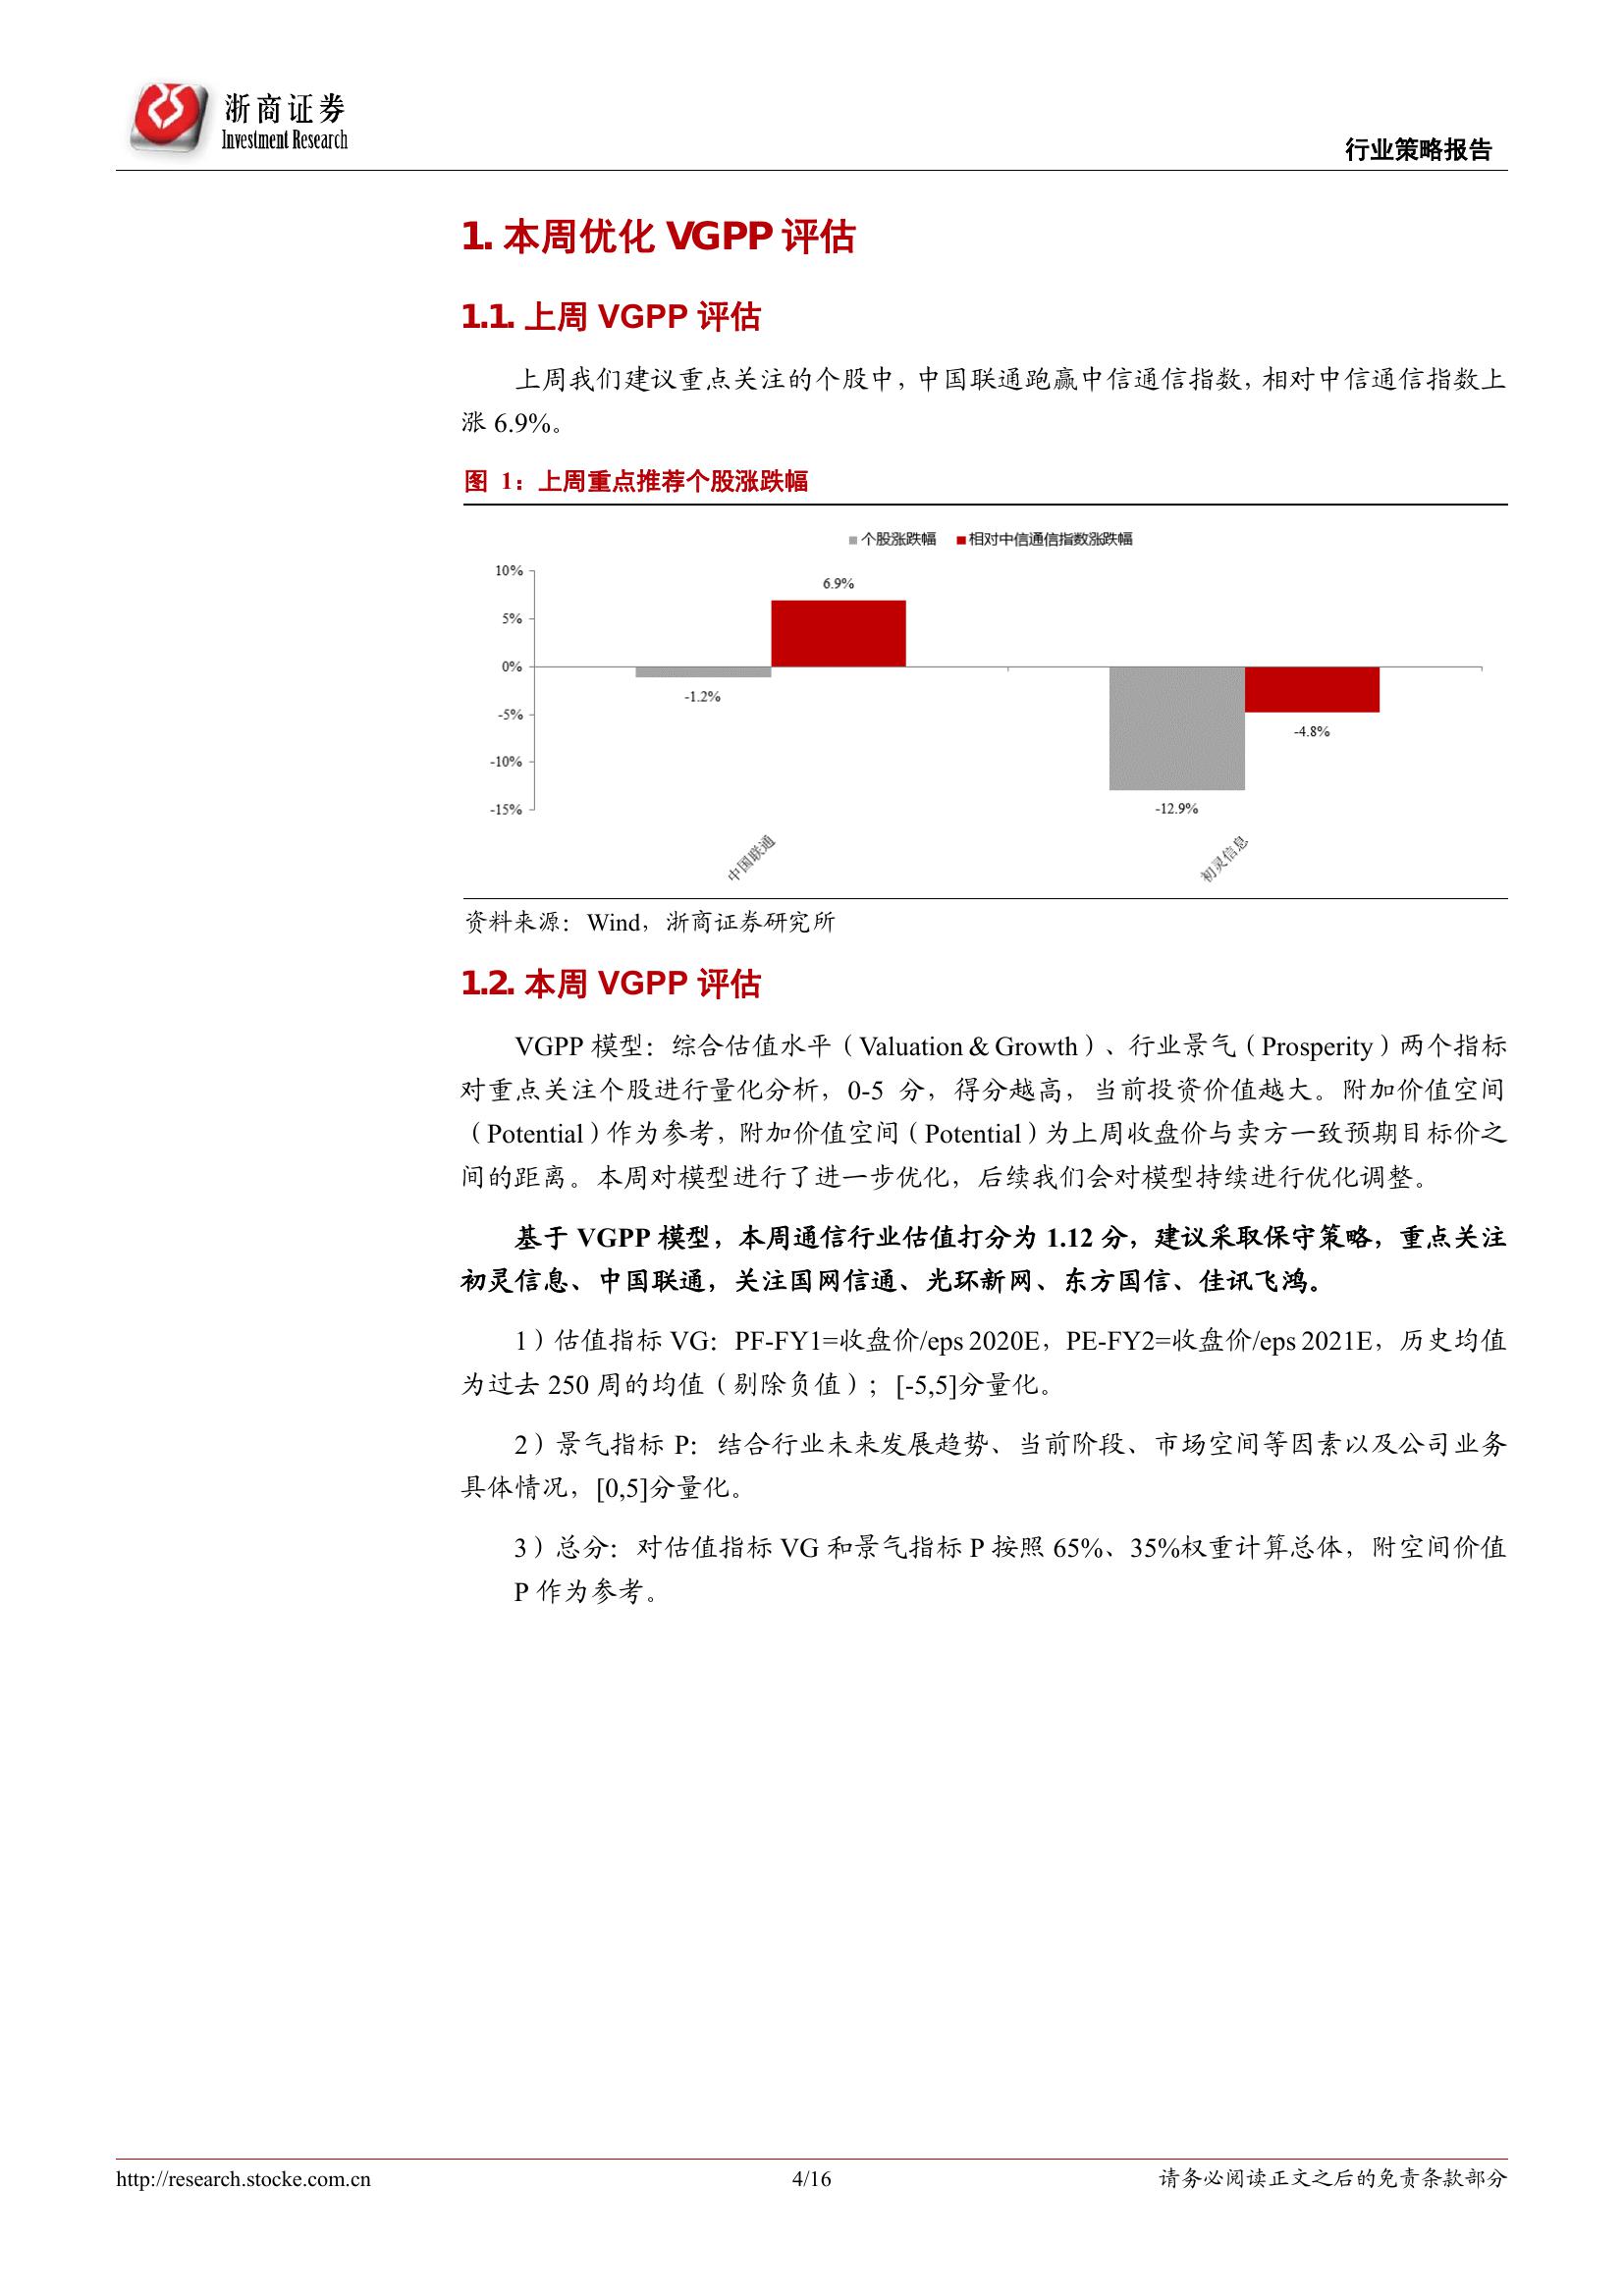 浙商证券
Investment Research
行业策略报告
1. 本周优化 VGPP 评估
1.1. 上周 VGPP 评估
上周我们建议重点关注的个股中，中国联通跑赢中信通信指数，相对中信通信指数上
涨 6.9%。
图 1：上周重点推荐个股涨跌幅
个股涨跌幅 相对中信通信指数涨跌幅
10%
6.9%
5%
0%
-1.2%
-5%
-4.8%
-10%
-15%
-12.9%
中国联通
初灵信息
资料来源：Wind，浙商证券研究所
1.2. 本周 VGPP 评估
VGPP 模型：综合估值水平（Valuation & Growth）、行业景气（Prosperity）两个指标
对重点关注个股进行量化分析，0-5 分，得分越高，当前投资价值越大。附加价值空间
（Potential）作为参考，附加价值空间（Potential）为上周收盘价与卖方一致预期目标价之
间的距离。本周对模型进行了进一步优化，后续我们会对模型持续进行优化调整。
基于 VGPP 模型，本周通信行业估值打分为 1.12 分，建议采取保守策略，重点关注
初灵信息、中国联通，关注国网信通、光环新网、东方国信、佳讯飞鸿。
1）估值指标 VG：PF-FY1=收盘价/eps 2020E，PE-FY2=收盘价/eps 2021E，历史均值
为过去 250 周的均值（剔除负值）；[-5,5]分量化。
2）景气指标 P：结合行业未来发展趋势、当前阶段、市场空间等因素以及公司业务
具体情况，[0,5]分量化。
3）总分：对估值指标 VG 和景气指标 P 按照 65%、35%权重计算总体，附空间价值
P 作为参考。
http://research.stocke.com.cn
4/16
请务必阅读正文之后的免责条款部分